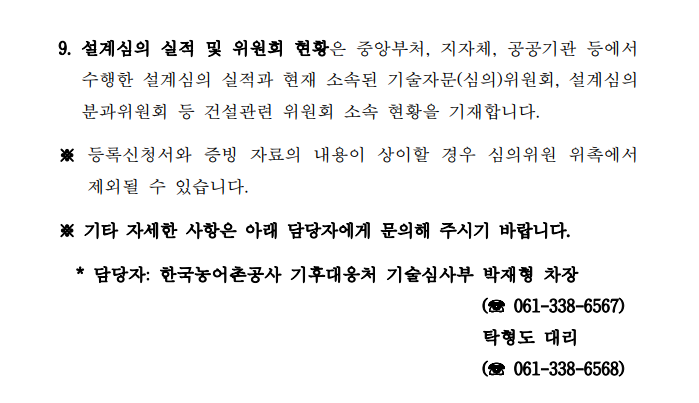 9. 설계심의 실적 및 위원회 현황은 중앙부처, 지자체, 공공기관 등에서
수행한 설계심의 실적과 현재 소속된 기술자문(심의)위원회, 설계심의
분과위원회 등 건설관련 위원회 소속 현황을 기재합니다.
※ 등록신청서와 증빙 자료의 내용이 상이할 경우 심의위원 위촉에서
제외될 수 있습니다.
※ 기타 자세한 사항은 아래 담당자에게 문의해 주시기 바랍니다.
* 담당자: 한국농어촌공사 기후대응처 기술심사부 박재형 차장
(☎ 061-338-6567)
탁형도 대리
(☎ 061-338-6568)